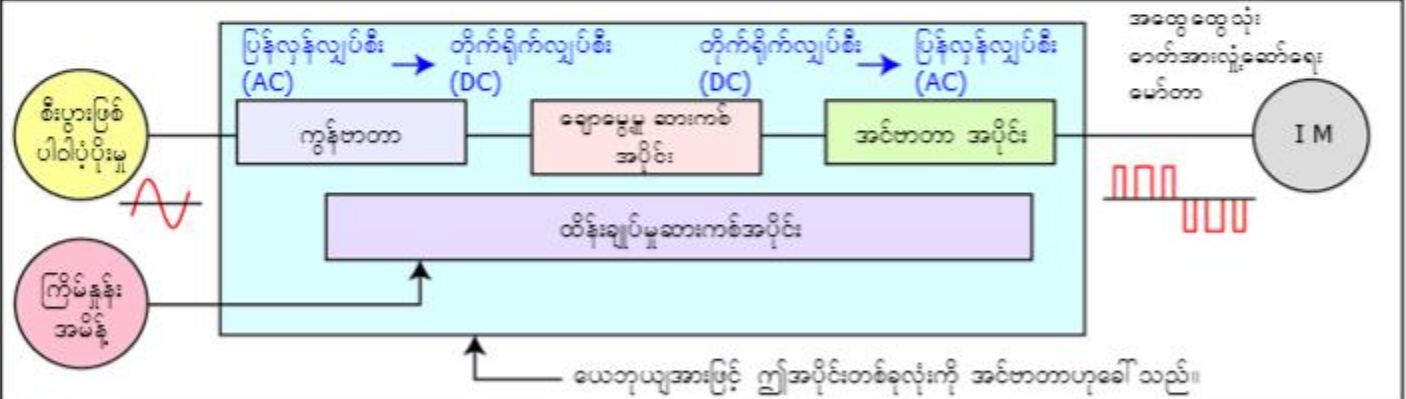 အထွေထွေသုံး
ဓာတ်အားလှုံ့ဆော်ရေး
မော်တာ
ပြန်လှန်လျှပ်စီး
(AC)
တိုက်ရိုက်လျှပ်စီး
(DC)
တိုက်ရိုက်လျှပ်စီး
(DC)
ပြန်လှန်လျှပ်စီး
(AC)
စီးပွားဖြစ်
ပါဝါပံ့ပိုးမှု
ကွန်ဗာတာ
ချောမွေ့မှု ဆားကစ်
အပိုင်း
အင်ဗာတာ အပိုင်း
I M
ထိန်းချုပ်မှုဆားကစ်အပိုင်း
ကြိမ်နှုန်း
အမိန့်
ယေဘုယျအားဖြင့် ဤအပိုင်းတစ်ခုလုံးကို အင်ဗာတာဟုခေါ်သည်။